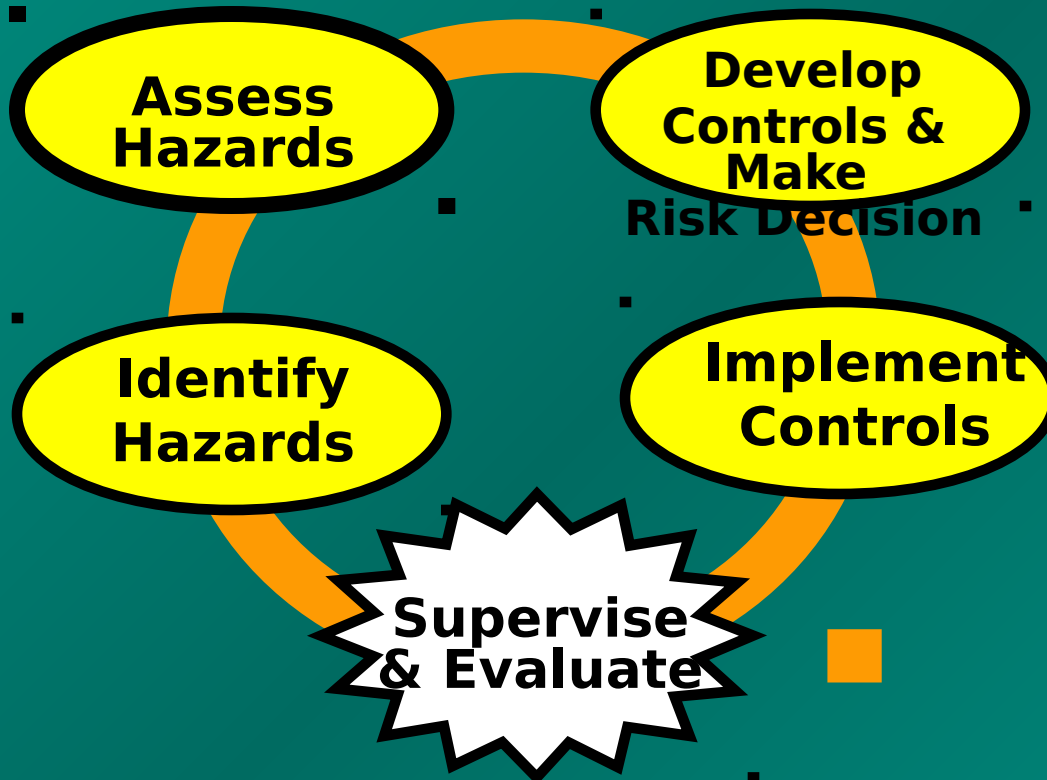 Assess
Hazards
Develop
Controls &
Make
Risk Decision
Identify
Hazards
Implement
Controls
Supervise
& Evaluate